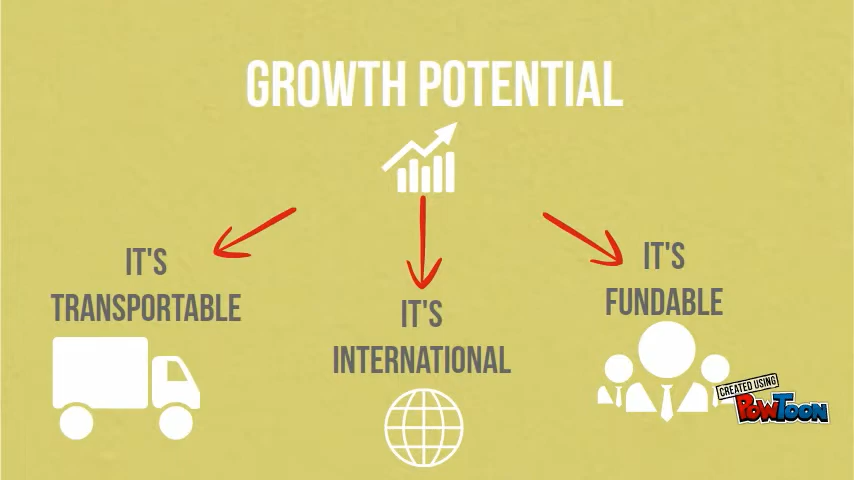 GROWTH POTENTIAL
IT'S
TRANSPORTABLE
IT'S
INTERNATIONAL
IT'S
FUNDABLE
CREATED USING
POWTOON